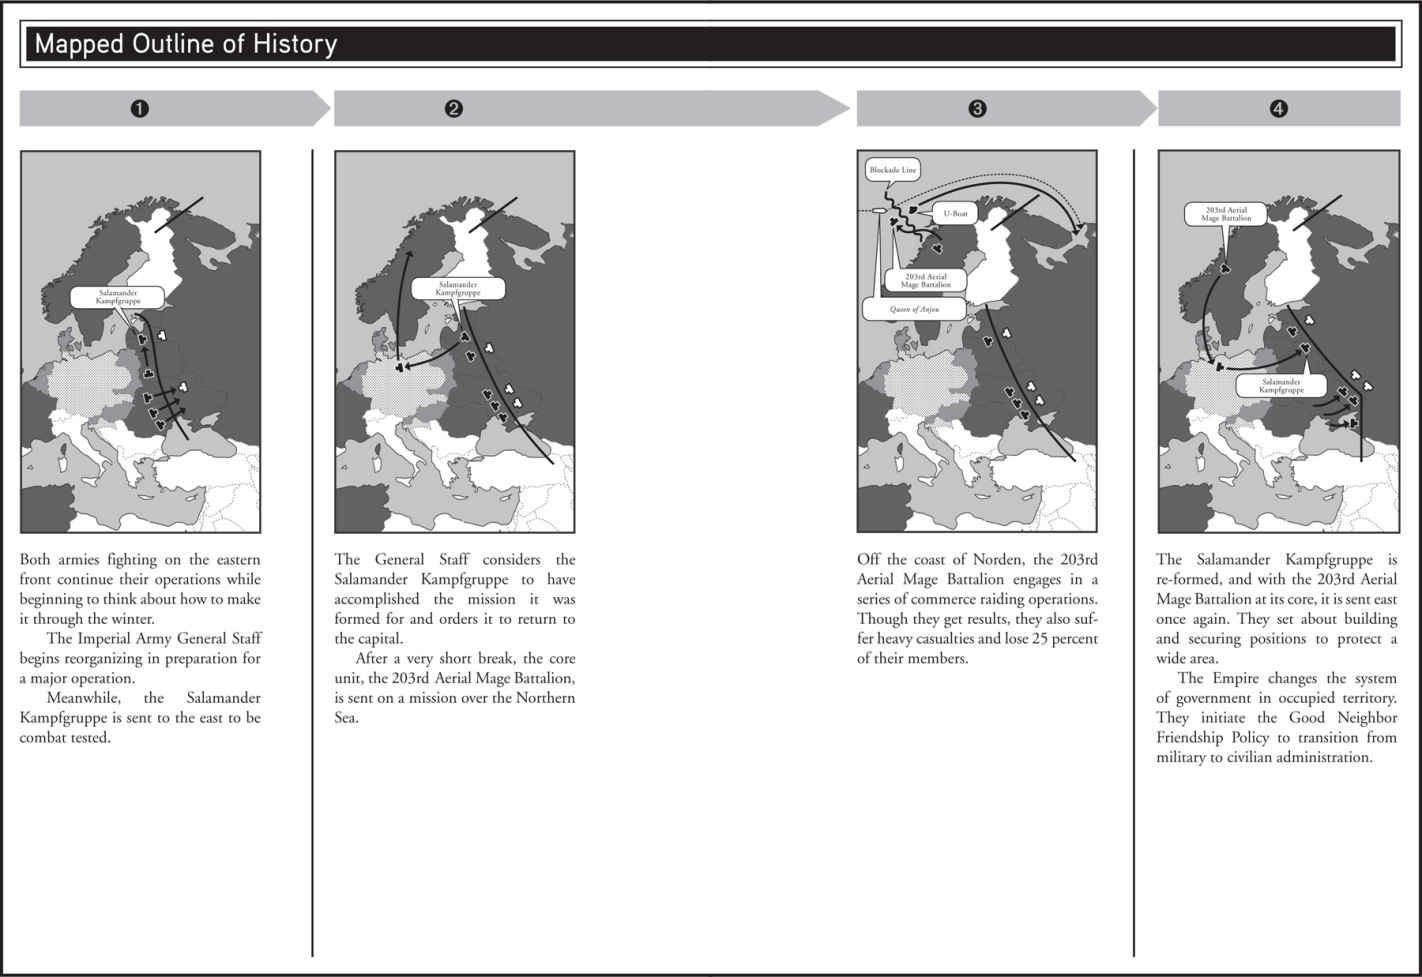 Mapped Outline of History
1
2
3
4
Salamander
Kampfgruppe
Both armies fighting on the eastern
front continue their operations while
beginning to think about how to make
it through the winter.
The Imperial Army General Staff
begins reorganizing in preparation for
a major operation.
Meanwhile, the Salamander
Kampfgruppe is sent to the east to be
combat tested.
Salamander
Kampfgruppe
The General Staff considers the
Salamander Kampfgruppe to have
accomplished the mission it was
formed for and orders it to return to
the capital.
After a very short break, the core
unit, the 203rd Aerial Mage Battalion,
is sent on a mission over the Northern
Sea.
Blockade Line
U-Boat
203rd Aerial
Mage Battalion
Queen of Anjou
Off the coast of Norden, the 203rd
Aerial Mage Battalion engages in a
series of commerce raiding operations.
Though they get results, they also suf-
fer heavy casualties and lose 25 percent
of their members.
203rd Aerial
Mage Battalion
Salamander
Kampfgruppe
The Salamander Kampfgruppe is
re-formed, and with the 203rd Aerial
Mage Battalion at its core, it is sent east
once again. They set about building
and securing positions to protect a
wide area.
The Empire changes the system
of government in occupied territory.
They initiate the Good Neighbor
Friendship Policy to transition from
military to civilian administration.